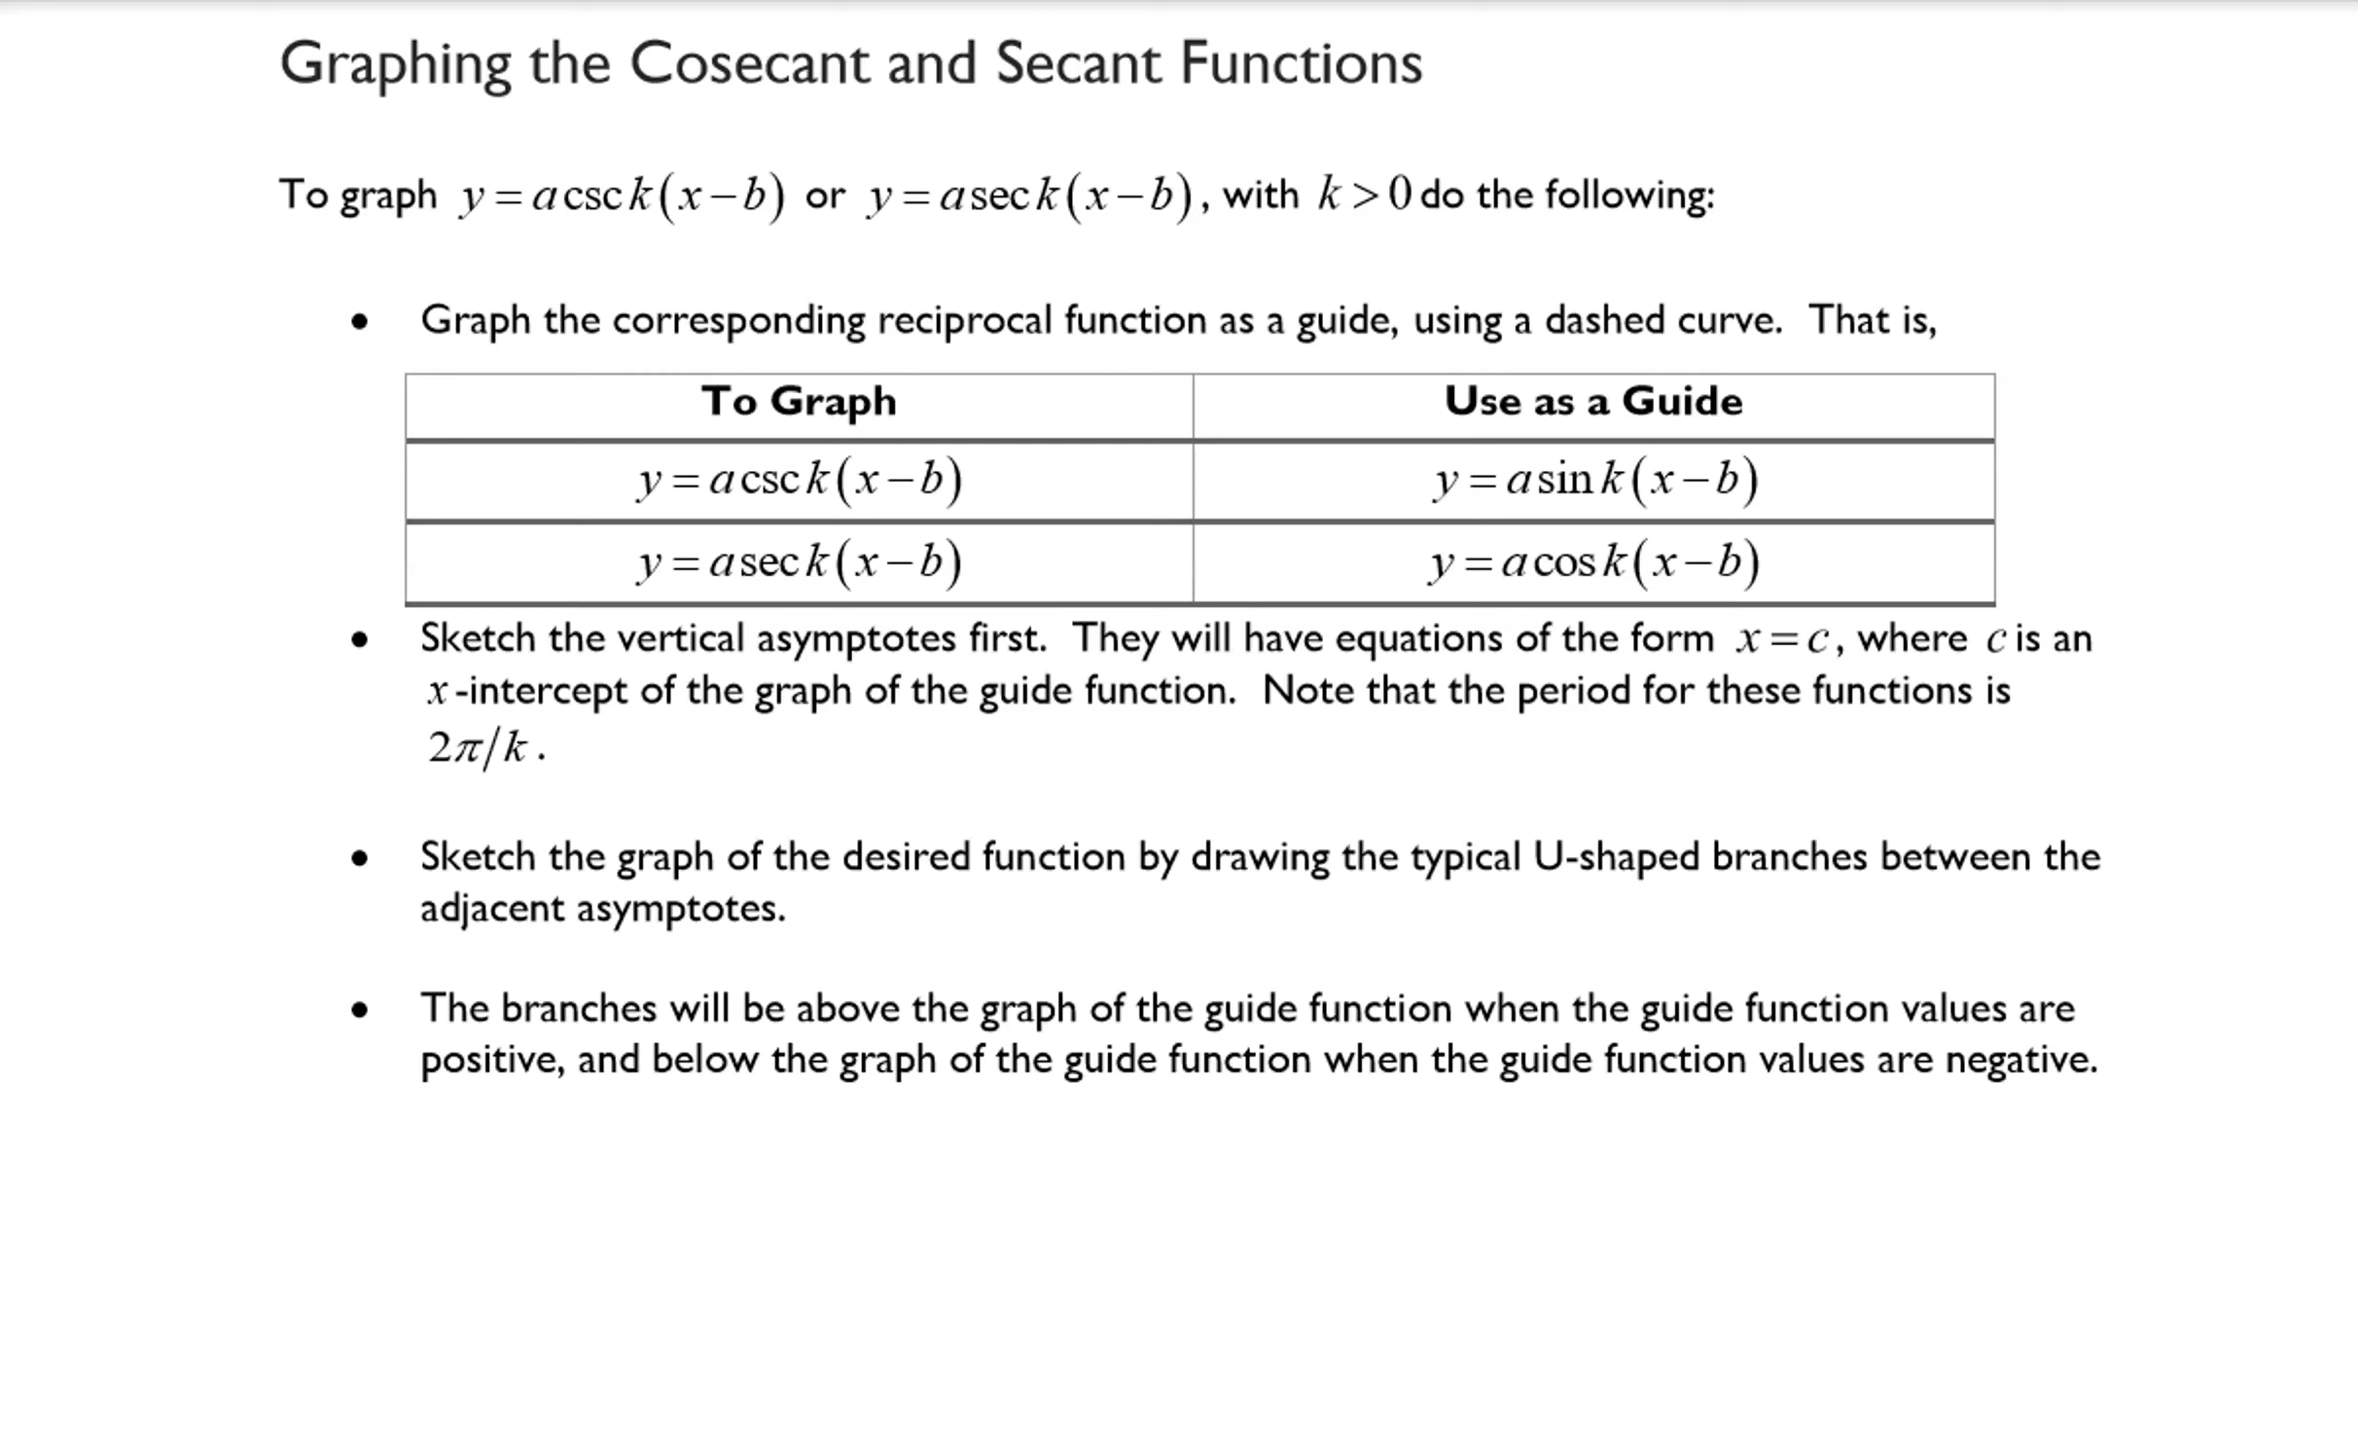 Graphing the Cosecant and Secant Functions
To graph y = a csc k(x − b) or y = a sec k(x − b), with k > 0 do the following:
• Graph the corresponding reciprocal function as a guide, using a dashed curve. That is,
To Graph Use as a Guide
y = a csc k(x − b) y = a sin k(x − b)
y = a sec k(x − b) y = a cos k(x − b)
• Sketch the vertical asymptotes first. They will have equations of the form x = c, where c is an
x-intercept of the graph of the guide function. Note that the period for these functions is
2π/k.
• Sketch the graph of the desired function by drawing the typical U-shaped branches between the
adjacent asymptotes.
• The branches will be above the graph of the guide function when the guide function values are
positive, and below the graph of the guide function when the guide function values are negative.